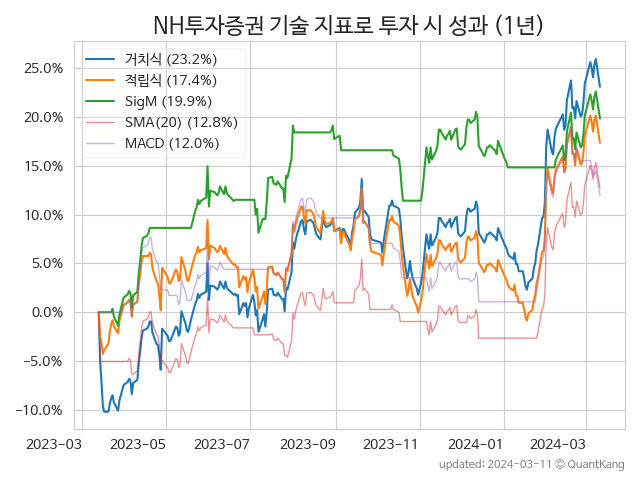 NH투자증권 기술 지표로 투자 시 성과 (1년)
거치식 (23.2%)
적립식 (17.4%)
SigM (19.9%)
SMA(20) (12.8%)
MACD (12.0%)
25.0%
20.0%
15.0%
10.0%
5.0%
0.0%
−5.0%
−10.0%
2023-03 2023-05 2023-07 2023-09 2023-11 2024-01 2024-03
updated: 2024-03-11 © QuantKang